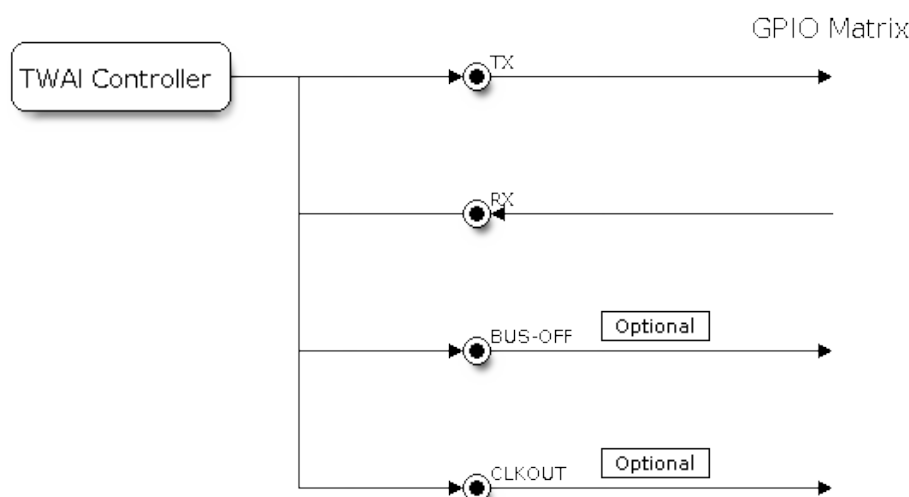 GPIO Matrix
TWAI Controller
TX
RX
BUS-OFF
Optional
CLKOUT
Optional